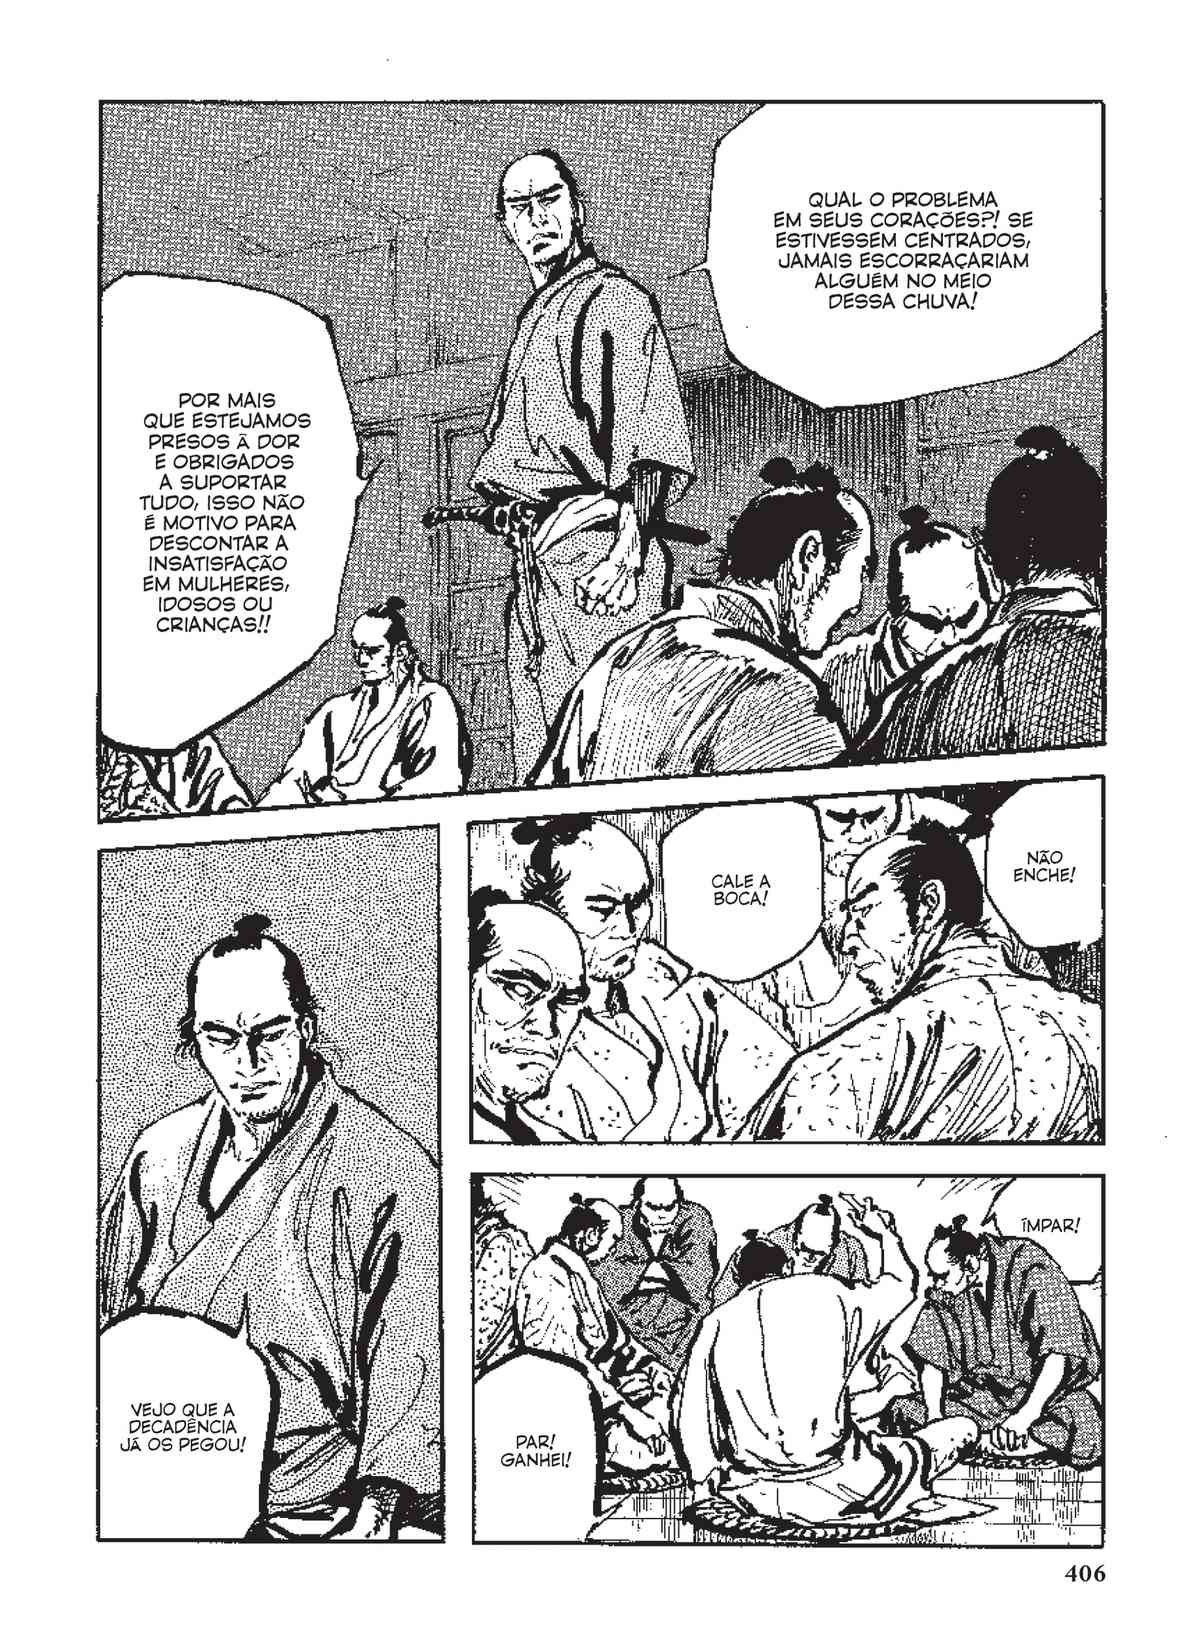 QUAL O PROBLEMA
EM SEUS CORAÇÕES?! SE
ESTIVESSEM CENTRADOS,
JAMAIS ESCORRAÇARIAM
ALGUÉM NO MEIO
DESSA CHUVA!
POR MAIS
QUE ESTEJAMOS
PRESOS À DOR
E OBRIGADOS
A SUPORTAR
TUDO, ISSO NÃO
É MOTIVO PARA
DESCONTAR A
INSATISFAÇÃO
EM MULHERES,
IDOSOS OU
CRIANÇAS!!
NÃO
ENCHE!
CALE A
BOCA!
ÍMPAR!
PAR!
GANHEI!
VEJO QUE A
DECADÊNCIA
JÁ OS PEGOU!
406